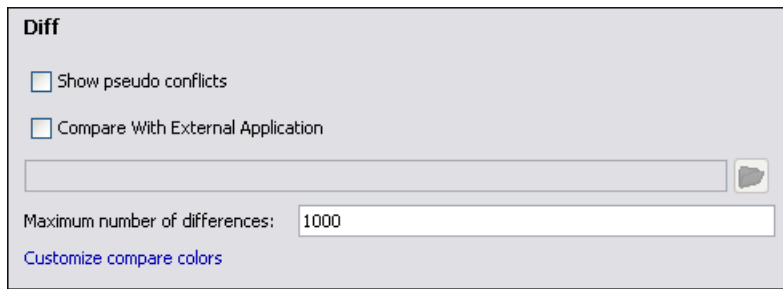 Diff
Show pseudo conflicts
Compare With External Application
Maximum number of differences: 1000
Customize compare colors